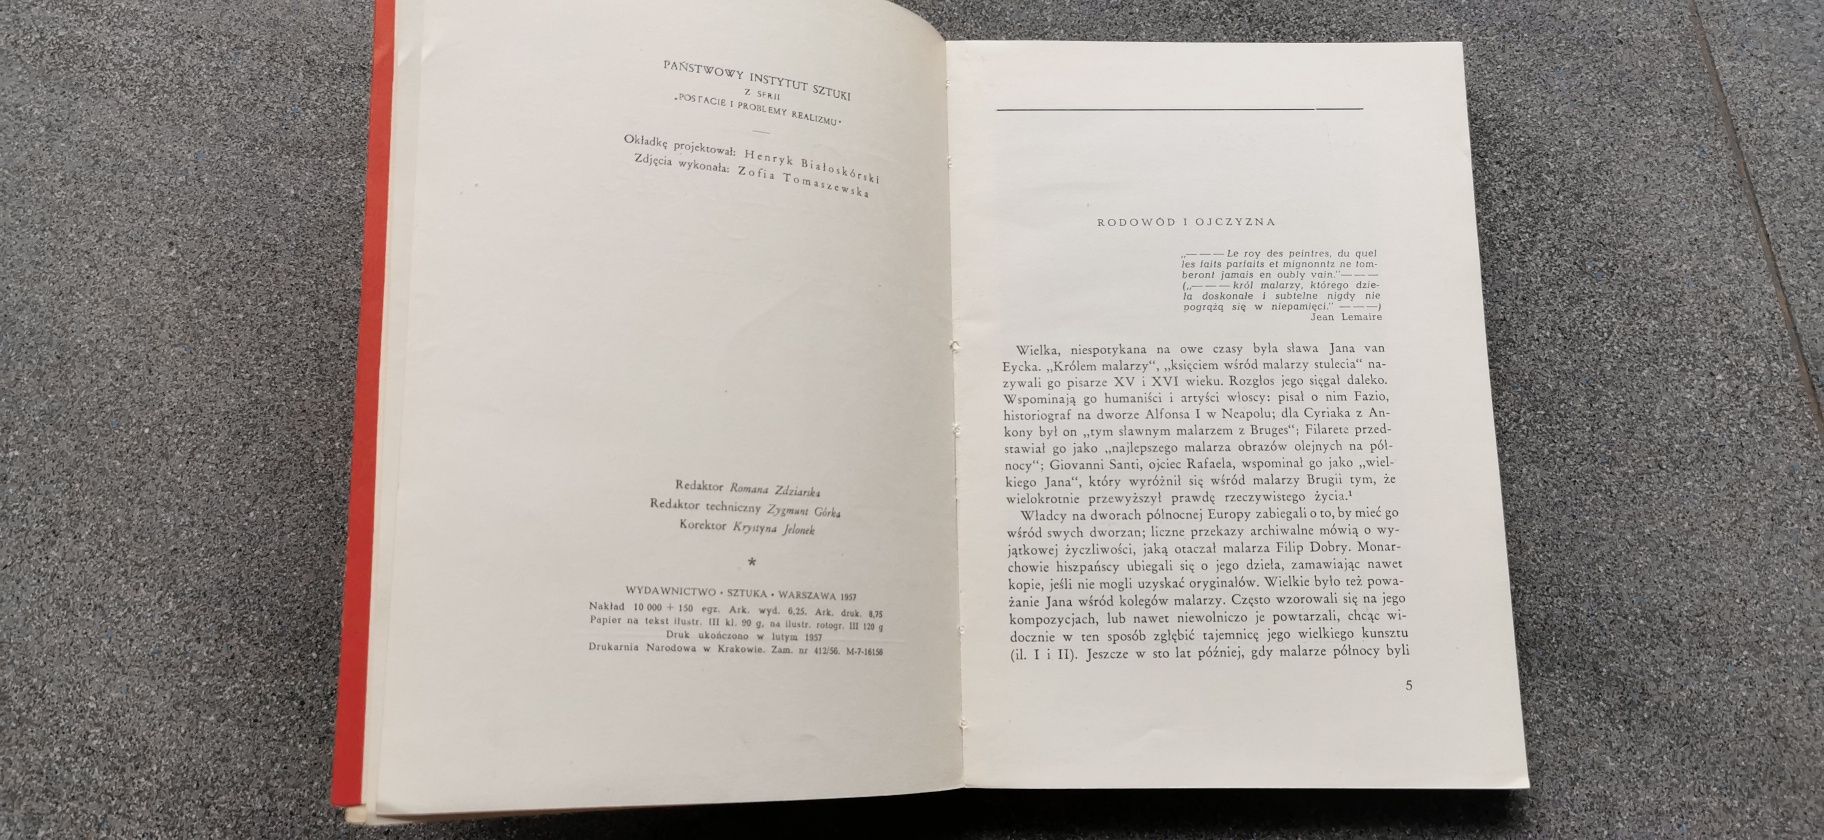 PAŃSTWOWY INSTYTUT SZTUKI
Z SERII
„POSTACIE I PROBLEMY REALIZMU"
Okładkę projektował: Henryk Białoskórski
Zdjęcia wykonała: Zofia Tomaszewska
Redaktor Romana Zdziarska
Redaktor techniczny Zygmunt Górka
Korektor Krystyna Jelonek
*
WYDAWNICTWO • SZTUKA • WARSZAWA 1957
Nakład 10 000 + 150 egz. Ark. wyd. 6,25. Ark. druk. 8,75
Papier na tekst ilustr. III kl. 90 g, na ilustr. rotogr. III 120 g
Druk ukończono w lutym 1957
Drukarnia Narodowa w Krakowie. Zam. nr 412/56. M-7-16156
RODOWÓD I OJCZYZNA
„— — — Le roy des peintres, du quel
les faits parfaits et mignonntz ne tom-
beront jamais en oubly vain." — — —
(„— — — król malarzy, którego dzie-
ła doskonałe i subtelne nigdy nie
pogrążą się w niepamięci." — — —)
Jean Lemaire
Wielka, niespotykana na owe czasy była sława Jana van
Eycka. „Królem malarzy“, „księciem wśród malarzy stulecia“ na-
zywali go pisarze XV i XVI wieku. Rozgłos jego sięgał daleko.
Wspominają go humaniści i artyści włoscy: pisał o nim Fazio,
historiograf na dworze Alfonsa I w Neapolu; dla Cyriaka z An-
kony był on „tym sławnym malarzem z Bruges“; Filarete przed-
stawiał go jako „najlepszego malarza obrazów olejnych na pół-
nocy“; Giovanni Santi, ojciec Rafaela, wspominał go jako „wiel-
kiego Jana“, który wyróżnił się wśród malarzy Brugii tym, że
wielokrotnie przewyższył prawdę rzeczywistego życia.¹
Władcy na dworach północnej Europy zabiegali o to, by mieć go
wśród swych dworzan; liczne przekazy archiwalne mówią o wy-
jątkowej życzliwości, jaką otaczał malarza Filip Dobry. Monar-
chowie hiszpańscy ubiegali się o jego dzieła, zamawiając nawet
kopie, jeśli nie mogli uzyskać oryginałów. Wielkie było też powa-
żanie Jana wśród kolegów malarzy. Często wzorowali się na jego
kompozycjach, lub nawet niewolniczo je powtarzali, chcąc wi-
docznie w ten sposób zgłębić tajemnicę jego wielkiego kunsztu
(il. I i II). Jeszcze w sto lat później, gdy malarze północy byli
5